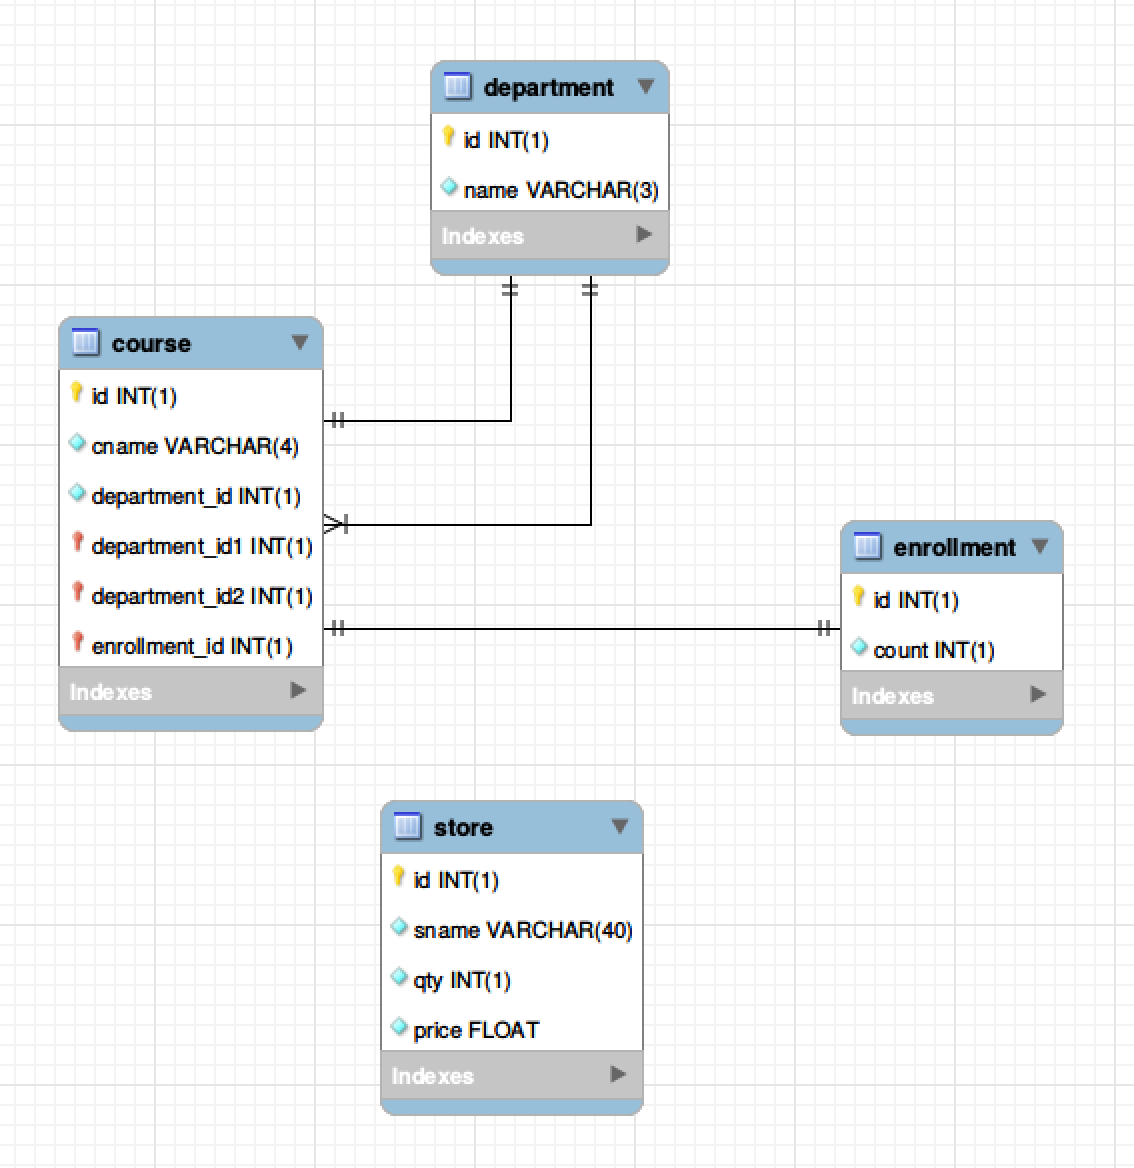 department
id INT(1)
name VARCHAR(3)
Indexes
course
id INT(1)
cname VARCHAR(4)
department_id INT(1)
department_id1 INT(1)
department_id2 INT(1)
enrollment_id INT(1)
Indexes
enrollment
id INT(1)
count INT(1)
Indexes
store
id INT(1)
sname VARCHAR(40)
qty INT(1)
price FLOAT
Indexes